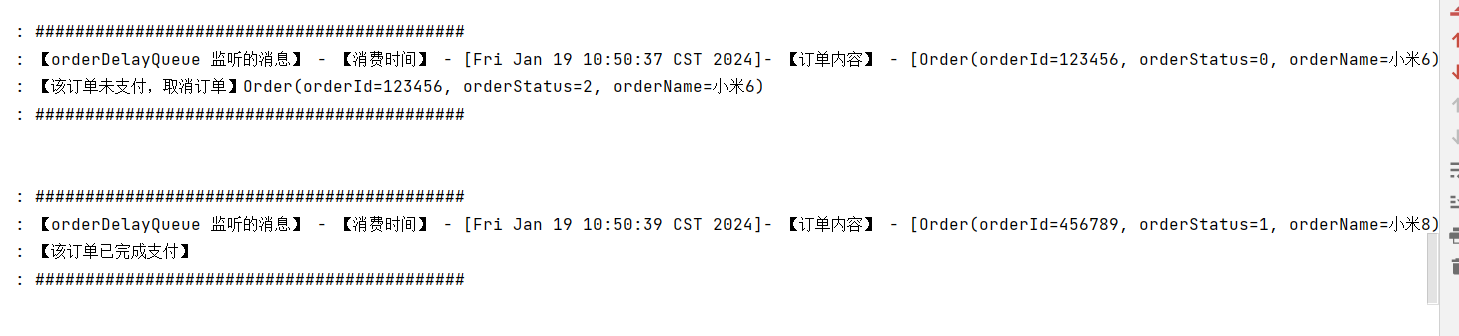 : ###########################################
: 【orderDelayQueue 监听的消息】 - 【消费时间】 - [Fri Jan 19 10:50:37 CST 2024]- 【订单内容】 - [Order(orderId=123456, orderStatus=0, orderName=小米6)
: 【该订单未支付，取消订单】Order(orderId=123456, orderStatus=2, orderName=小米6)
: ###########################################
: ###########################################
: 【orderDelayQueue 监听的消息】 - 【消费时间】 - [Fri Jan 19 10:50:39 CST 2024]- 【订单内容】 - [Order(orderId=456789, orderStatus=1, orderName=小米8)
: 【该订单已完成支付】
: ###########################################